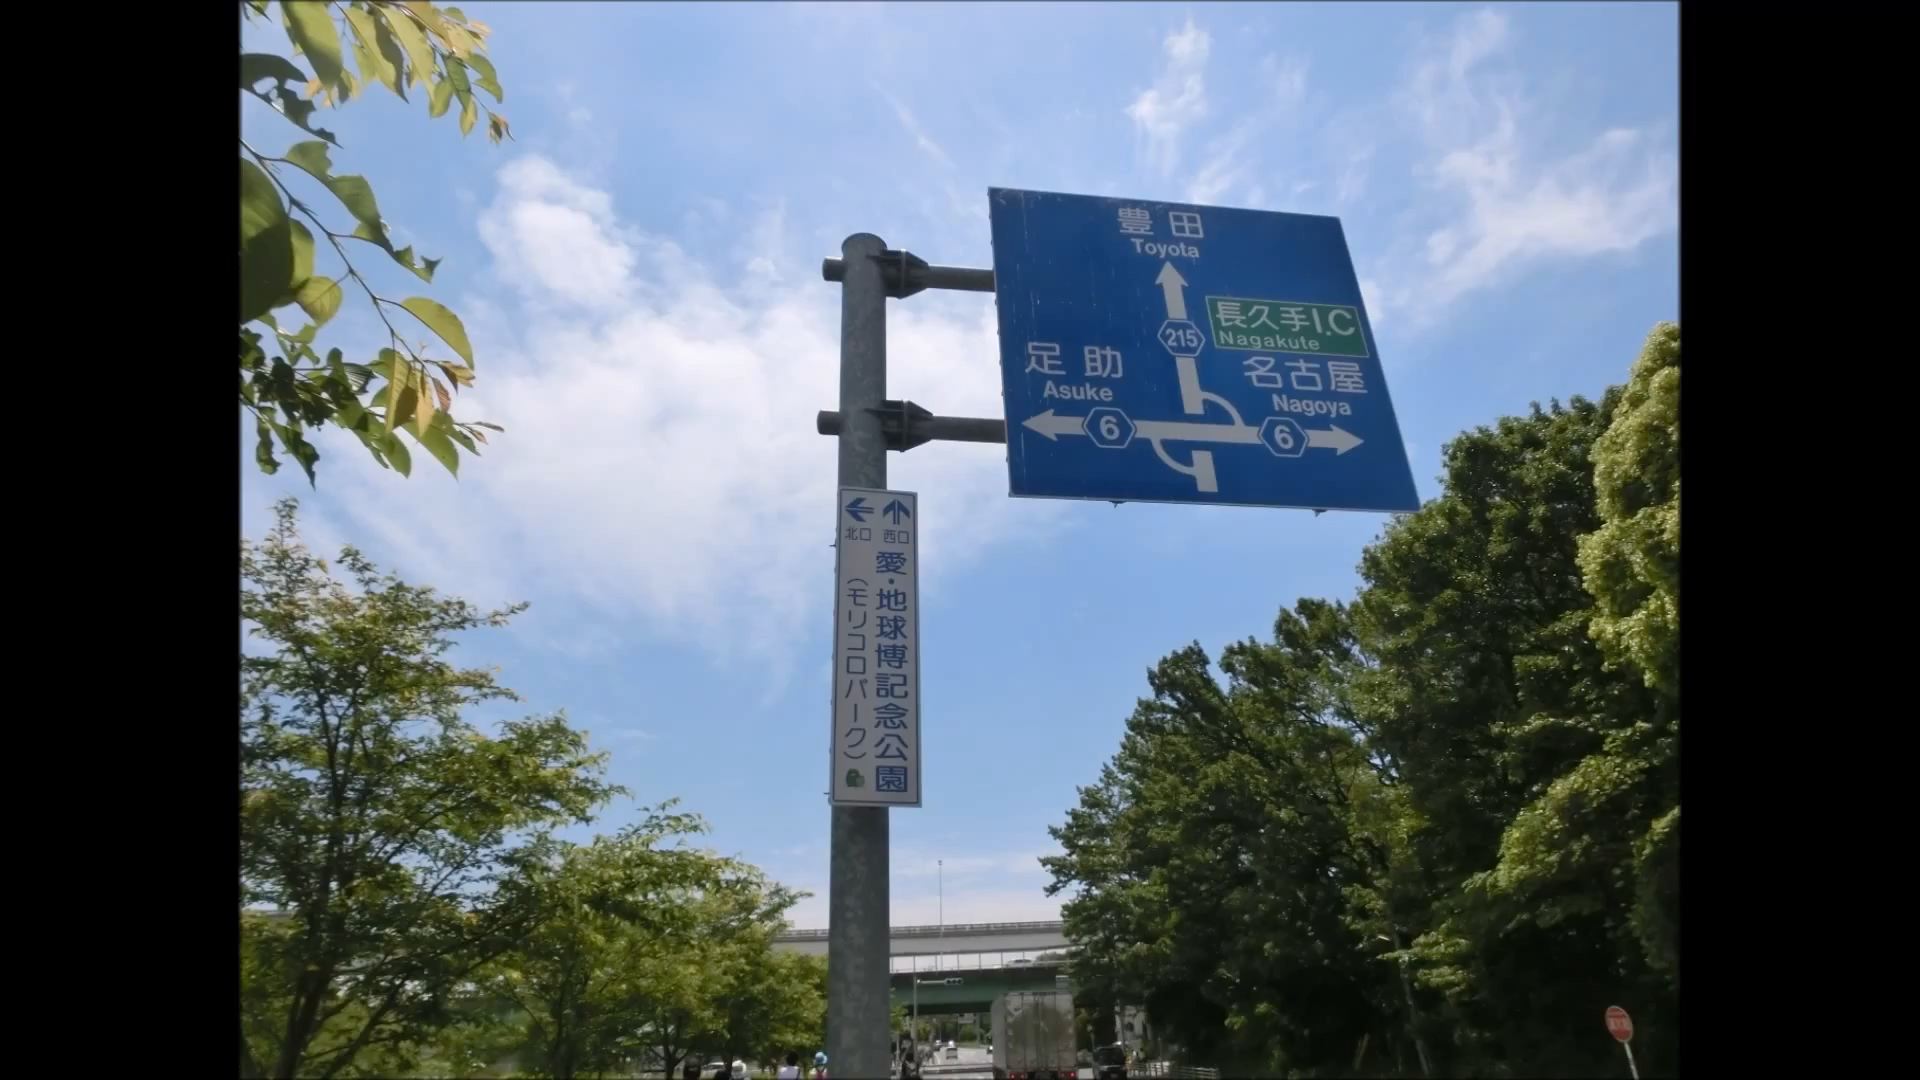 豊田
Toyota
215
長久手I.C
Nagakute
足助
Asuke
名古屋
Nagoya
6
6
北口
西口
愛・地球博記念公園
(モリコロパーク)